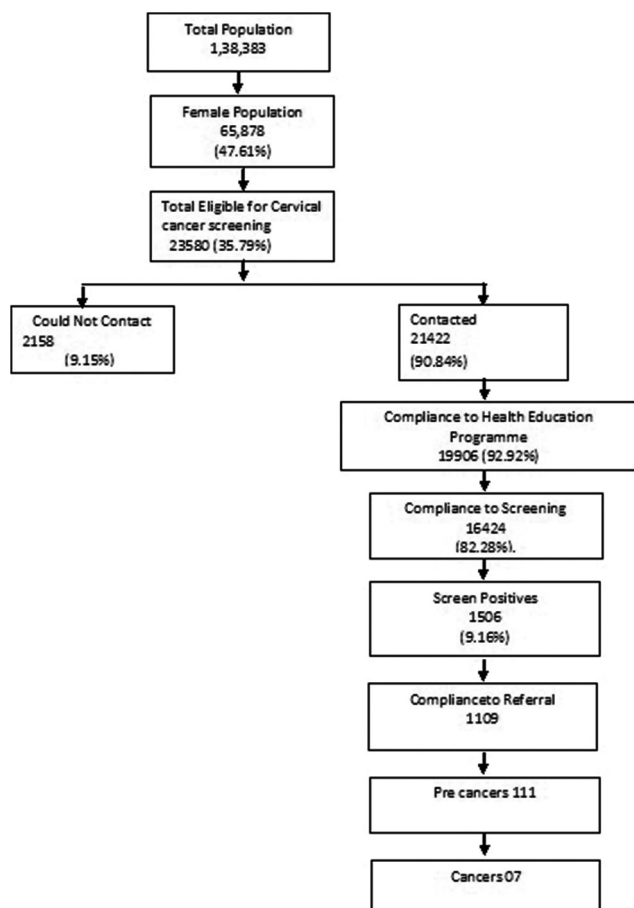 Total Population
1,38,383
Female Population
65,878
(47.61%)
Total Eligible for Cervical
cancer screening
23580 (35.79%)
Could Not Contact
2158
(9.15%)
Contacted
21422
(90.84%)
Compliance to Health Education
Programme
19906 (92.92%)
Compliance to Screening
16424
(82.28%).
Screen Positives
1506
(9.16%)
Complianceto Referral
1109
Pre cancers 111
Cancers 07